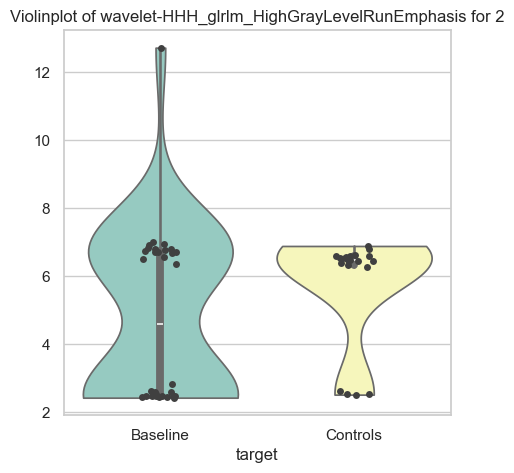 Violinplot of wavelet-HHH_glrlm_HighGrayLevelRunEmphasis for 2
12
10
8
6
4
2
Baseline Controls
target